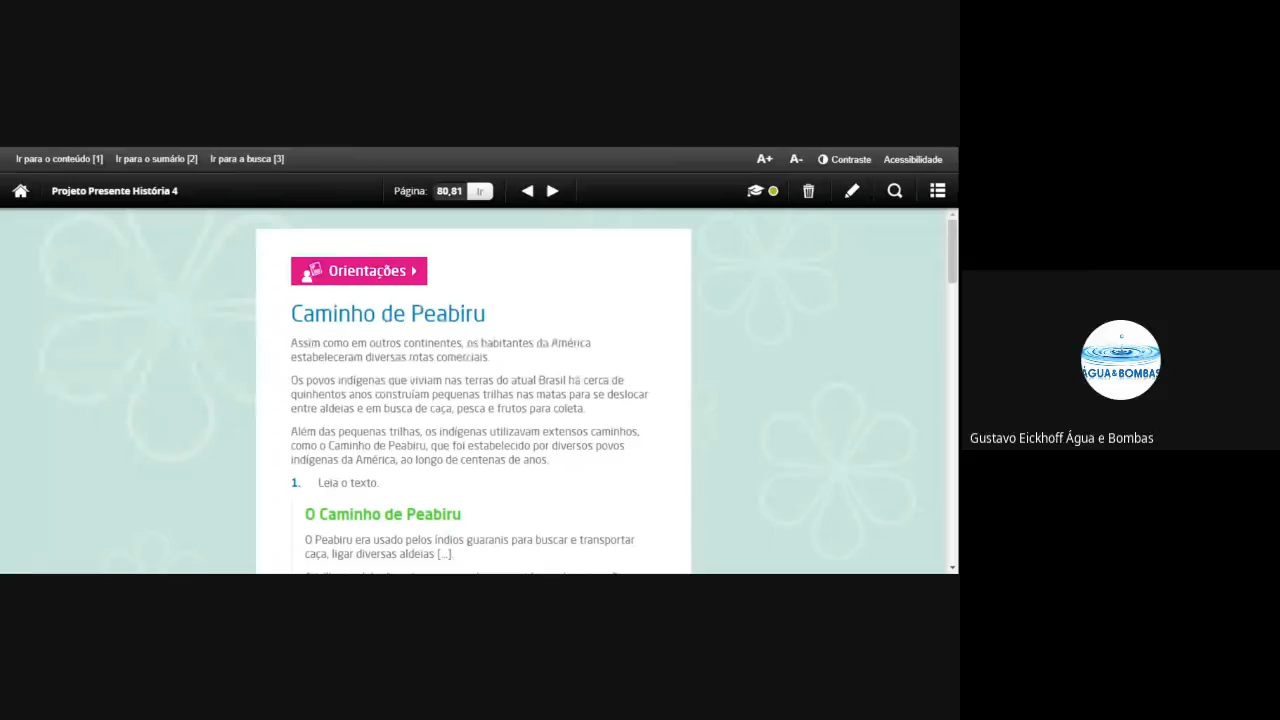 Ir para o conteúdo [1] Ir para o sumário [2] Ir para a busca [3] A+ A- Contraste Acessibilidade
Projeto Presente História 4 Página: 80,81 Ir
Orientações
Caminho de Peabiru
Assim como em outros continentes, os habitantes da América
estabeleceram diversas rotas comerciais.
Os povos indígenas que viviam nas terras do atual Brasil há cerca de
quinhentos anos construíam pequenas trilhas nas matas para se deslocar
entre aldeias e em busca de caça, pesca e frutos para coleta.
Além das pequenas trilhas, os indígenas utilizavam extensos caminhos,
como o Caminho de Peabiru, que foi estabelecido por diversos povos
indígenas da América, ao longo de centenas de anos.
1. Leia o texto.
O Caminho de Peabiru
O Peabiru era usado pelos índios guaranis para buscar e transportar
caça, ligar diversas aldeias [...].
ÁGUA&BOMBAS
Gustavo Eickhoff Água e Bombas